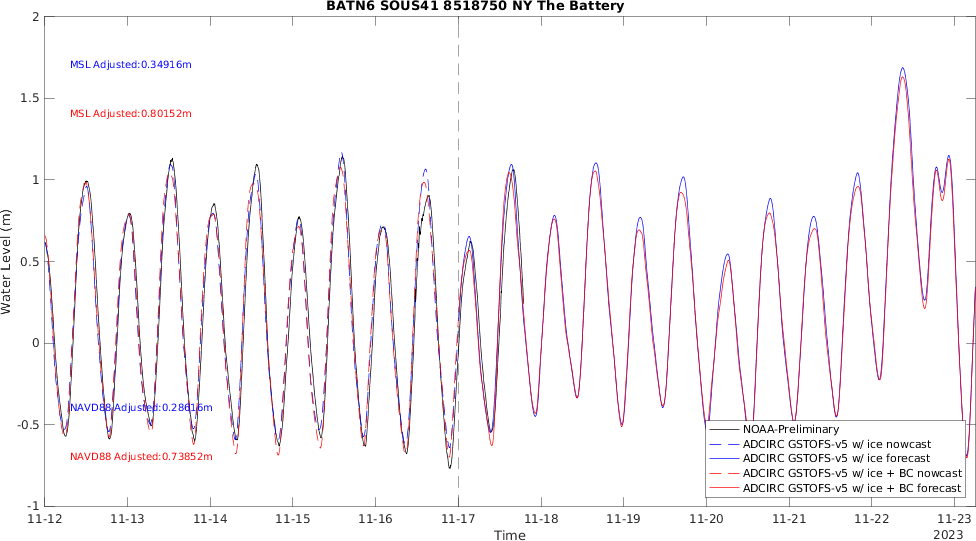 BATN6 SOUS41 8518750 NY The Battery
2
1.5
1
0.5
0
-0.5
-1
Water Level (m)
MSL Adjusted:0.34916m
MSL Adjusted:0.80152m
NAVD88 Adjusted:0.28616m
NAVD88 Adjusted:0.73852m
NOAA-Preliminary
ADCIRC GSTOFS-v5 w/ ice nowcast
ADCIRC GSTOFS-v5 w/ ice forecast
ADCIRC GSTOFS-v5 w/ ice + BC nowcast
ADCIRC GSTOFS-v5 w/ ice + BC forecast
11-12 11-13 11-14 11-15 11-16 11-17 11-18 11-19 11-20 11-21 11-22 11-23
Time
2023